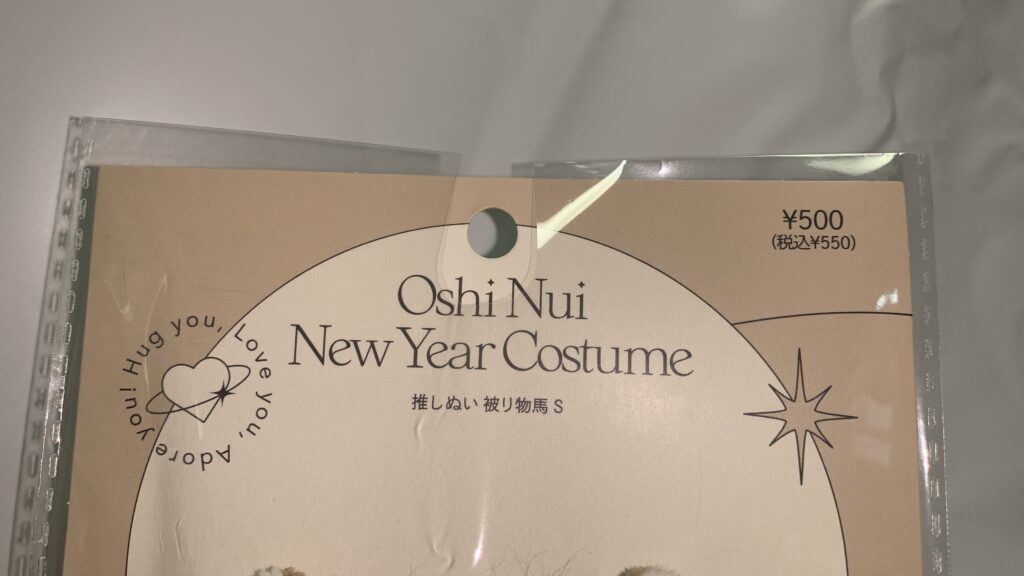 ¥500
(税込¥550)
Oshi Nui
New Year Costume
推しぬい 被り物馬 S
Hug you, Love you, Adore you!